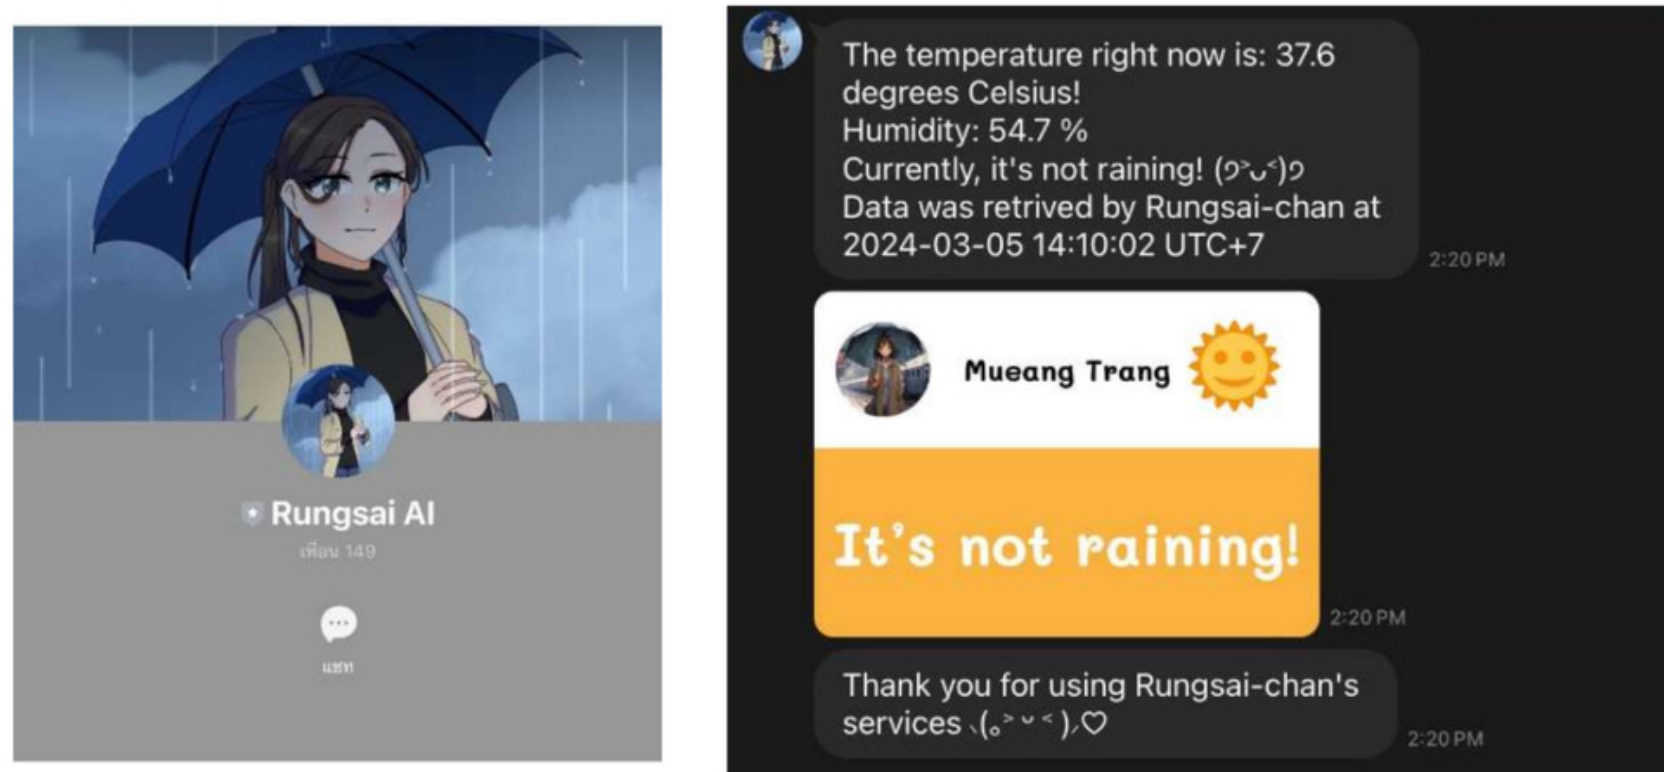 Rungsai AI
เพื่อน 149
แชท
The temperature right now is: 37.6
degrees Celsius!
Humidity: 54.7 %
Currently, it's not raining! (੭˃ᴗ˂)੭
Data was retrived by Rungsai-chan at
2024-03-05 14:10:02 UTC+7
2:20 PM
Mueang Trang
It's not raining!
2:20 PM
Thank you for using Rungsai-chan's
services ⸜(｡˃ ᵕ ˂ )⸝♡
2:20 PM